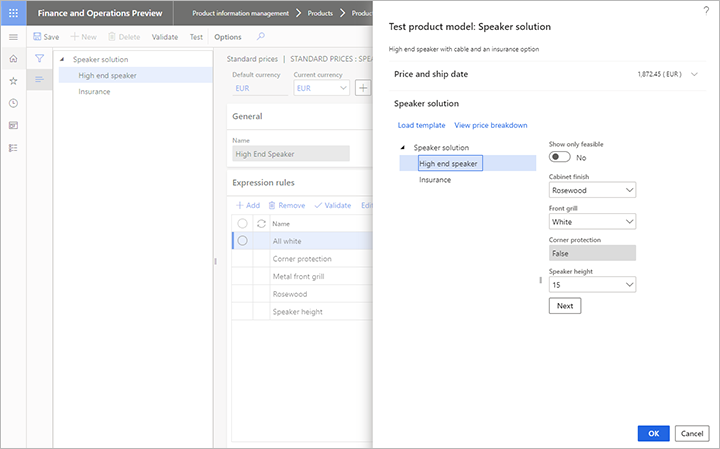 Finance and Operations Preview
Product information management > Products > Produc
Save + New Delete Validate Test Options
Speaker solution
High end speaker
Insurance
Standard prices | STANDARD PRICES : SPE
Default currency Current currency
EUR EUR
General
Name
High End Speaker
Expression rules
+ Add Remove Validate Edi
Name
All white
Corner protection
Metal front grill
Rosewood
Speaker height
?
Test product model: Speaker solution
High end speaker with cable and an insurance option
Price and ship date 1,872.45 ( EUR )
Speaker solution
Load template View price breakdown
Speaker solution
High end speaker
Insurance
Show only feasible
No
Cabinet finish
Rosewood
Front grill
White
Corner protection
False
Speaker height
15
Next
OK Cancel